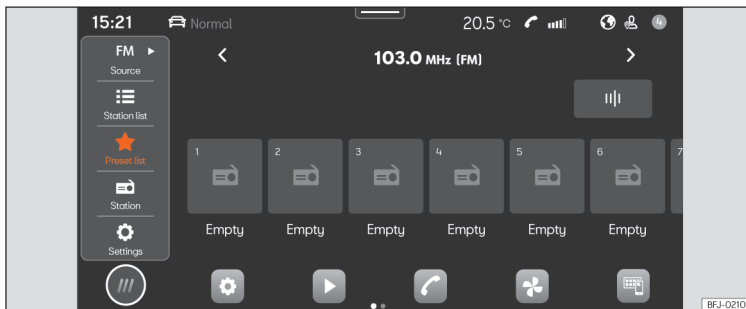 15:21 Normal 20.5 °C 4
FM
Source
103.0 MHz (FM)
Station list
Preset list
1 2 3 4 5 6 7
Station
Empty Empty Empty Empty Empty Empty
Settings
BFJ-0210